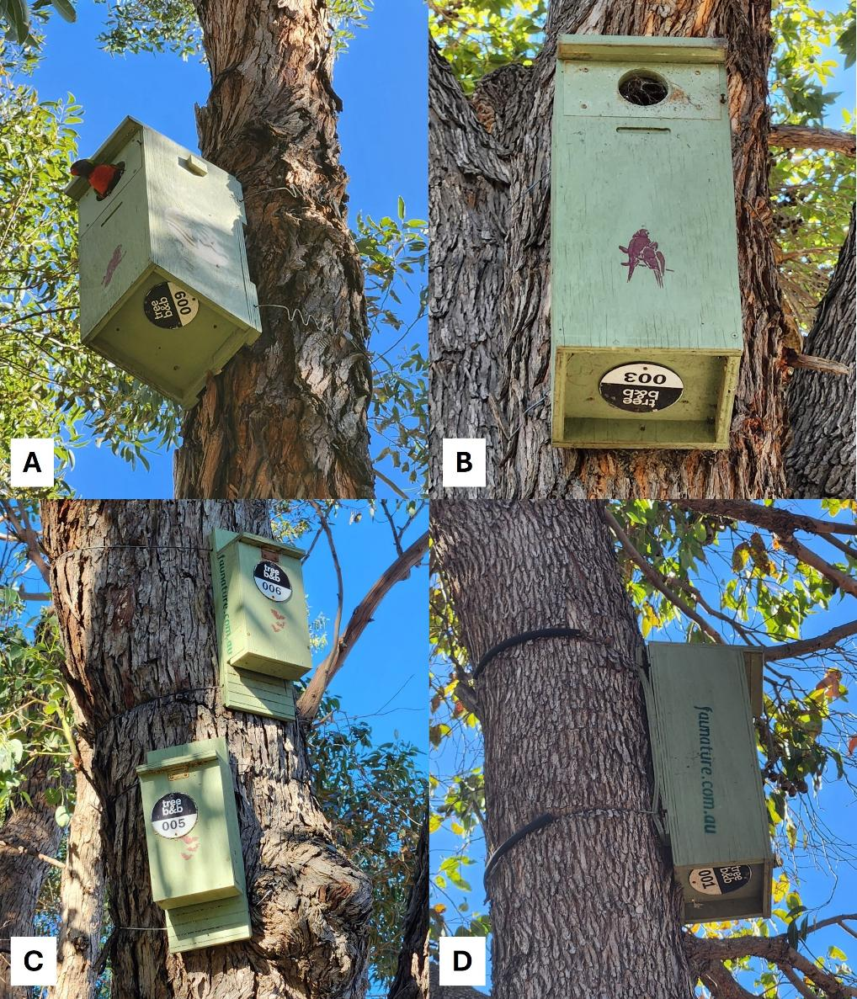 tree
b&b
009
A
tree
b&b
003
B
faunature.com.au
tree
b&b
006
tree
b&b
005
C
faunature.com.au
tree
b&b
001
D